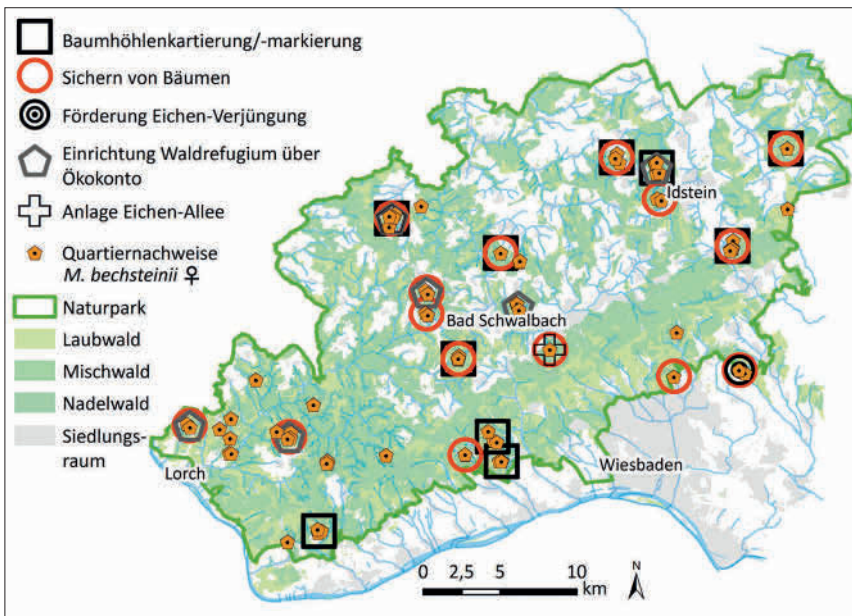 Baumhöhlenkartierung/-markierung
Sichern von Bäumen
Förderung Eichen-Verjüngung
Einrichtung Waldrefugium über
Ökokonto
Anlage Eichen-Allee
Quartiernachweise
M. bechsteinii ♀
Naturpark
Laubwald
Mischwald
Nadelwald
Siedlungs-
raum
Idstein
Bad Schwalbach
Lorch
Wiesbaden
0 2,5 5 10
km
N